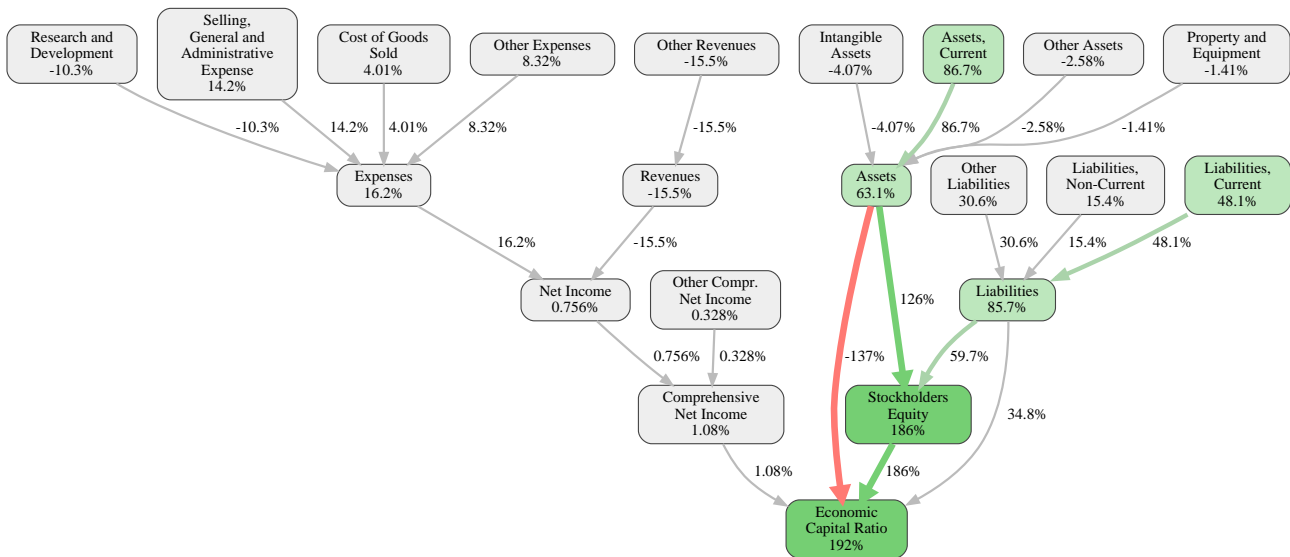 Research and
Development
-10.3%
Selling,
General and
Administrative
Expense
14.2%
Cost of Goods
Sold
4.01%
Other Expenses
8.32%
Other Revenues
-15.5%
Intangible
Assets
-4.07%
Assets,
Current
86.7%
Other Assets
-2.58%
Property and
Equipment
-1.41%
-10.3%
14.2%
4.01%
8.32%
-15.5%
-4.07%
86.7%
-2.58%
-1.41%
Expenses
16.2%
Revenues
-15.5%
Assets
63.1%
Other
Liabilities
30.6%
Liabilities,
Non-Current
15.4%
Liabilities,
Current
48.1%
16.2%
-15.5%
30.6%
15.4%
48.1%
Net Income
0.756%
Other Compr.
Net Income
0.328%
126%
Liabilities
85.7%
0.756%
0.328%
-137%
59.7%
Comprehensive
Net Income
1.08%
Stockholders
Equity
186%
34.8%
1.08%
186%
Economic
Capital Ratio
192%